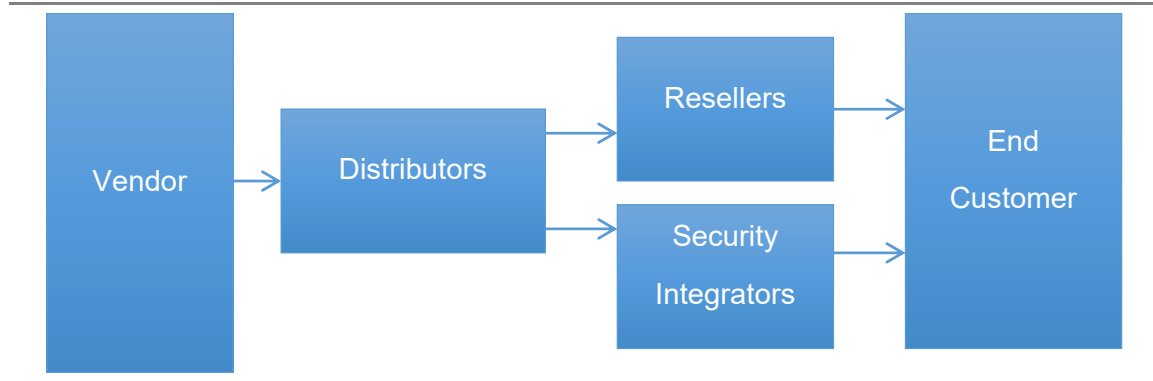 Vendor
Distributors
Resellers
Security
Integrators
End
Customer